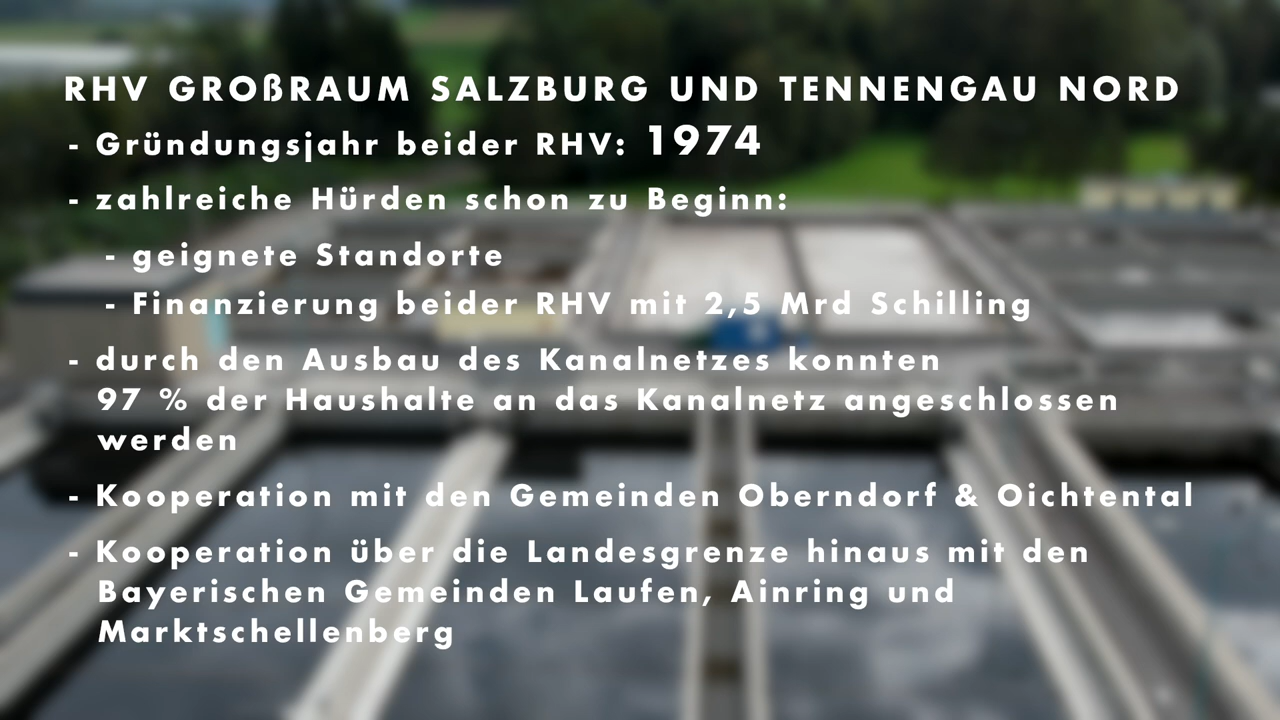 RHV GROßRAUM SALZBURG UND TENNENGAU NORD
- Gründungsjahr beider RHV: 1974
- zahlreiche Hürden schon zu Beginn:
- geignete Standorte
- Finanzierung beider RHV mit 2,5 Mrd Schilling
- durch den Ausbau des Kanalnetzes konnten
97 % der Haushalte an das Kanalnetz angeschlossen
werden
- Kooperation mit den Gemeinden Oberndorf & Oichtental
- Kooperation über die Landesgrenze hinaus mit den
Bayerischen Gemeinden Laufen, Ainring und
Marktschellenberg